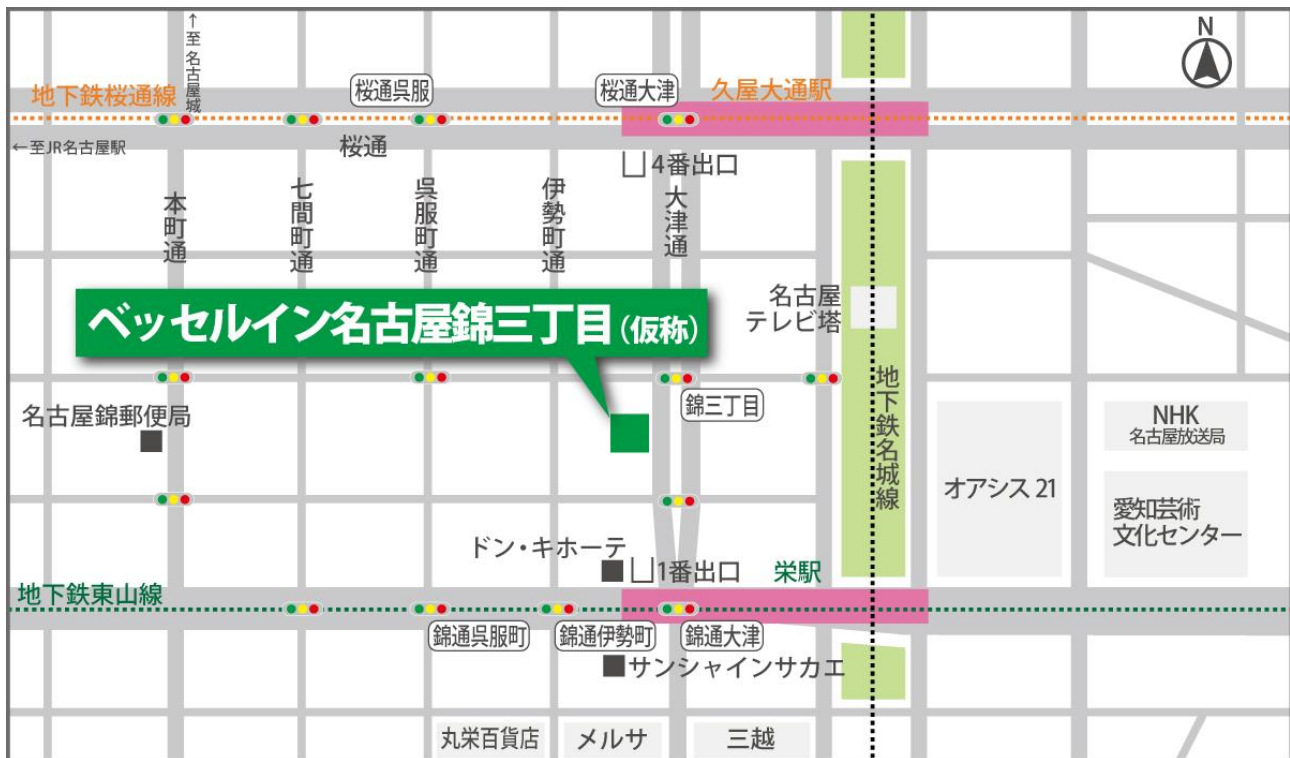 N
↑至 名古屋城
地下鉄桜通線
桜通呉服
桜通大津
久屋大通駅
←至JR名古屋駅
桜通
4番出口
本町通
七間町通
呉服町通
伊勢町通
大津通
名古屋
テレビ塔
ベッセルイン名古屋錦三丁目(仮称)
錦三丁目
地下鉄名城線
名古屋錦郵便局
NHK
名古屋放送局
オアシス21
愛知芸術
文化センター
ドン・キホーテ
1番出口
栄駅
地下鉄東山線
錦通呉服町
錦通伊勢町
錦通大津
サンシャインサカエ
丸栄百貨店
メルサ
三越